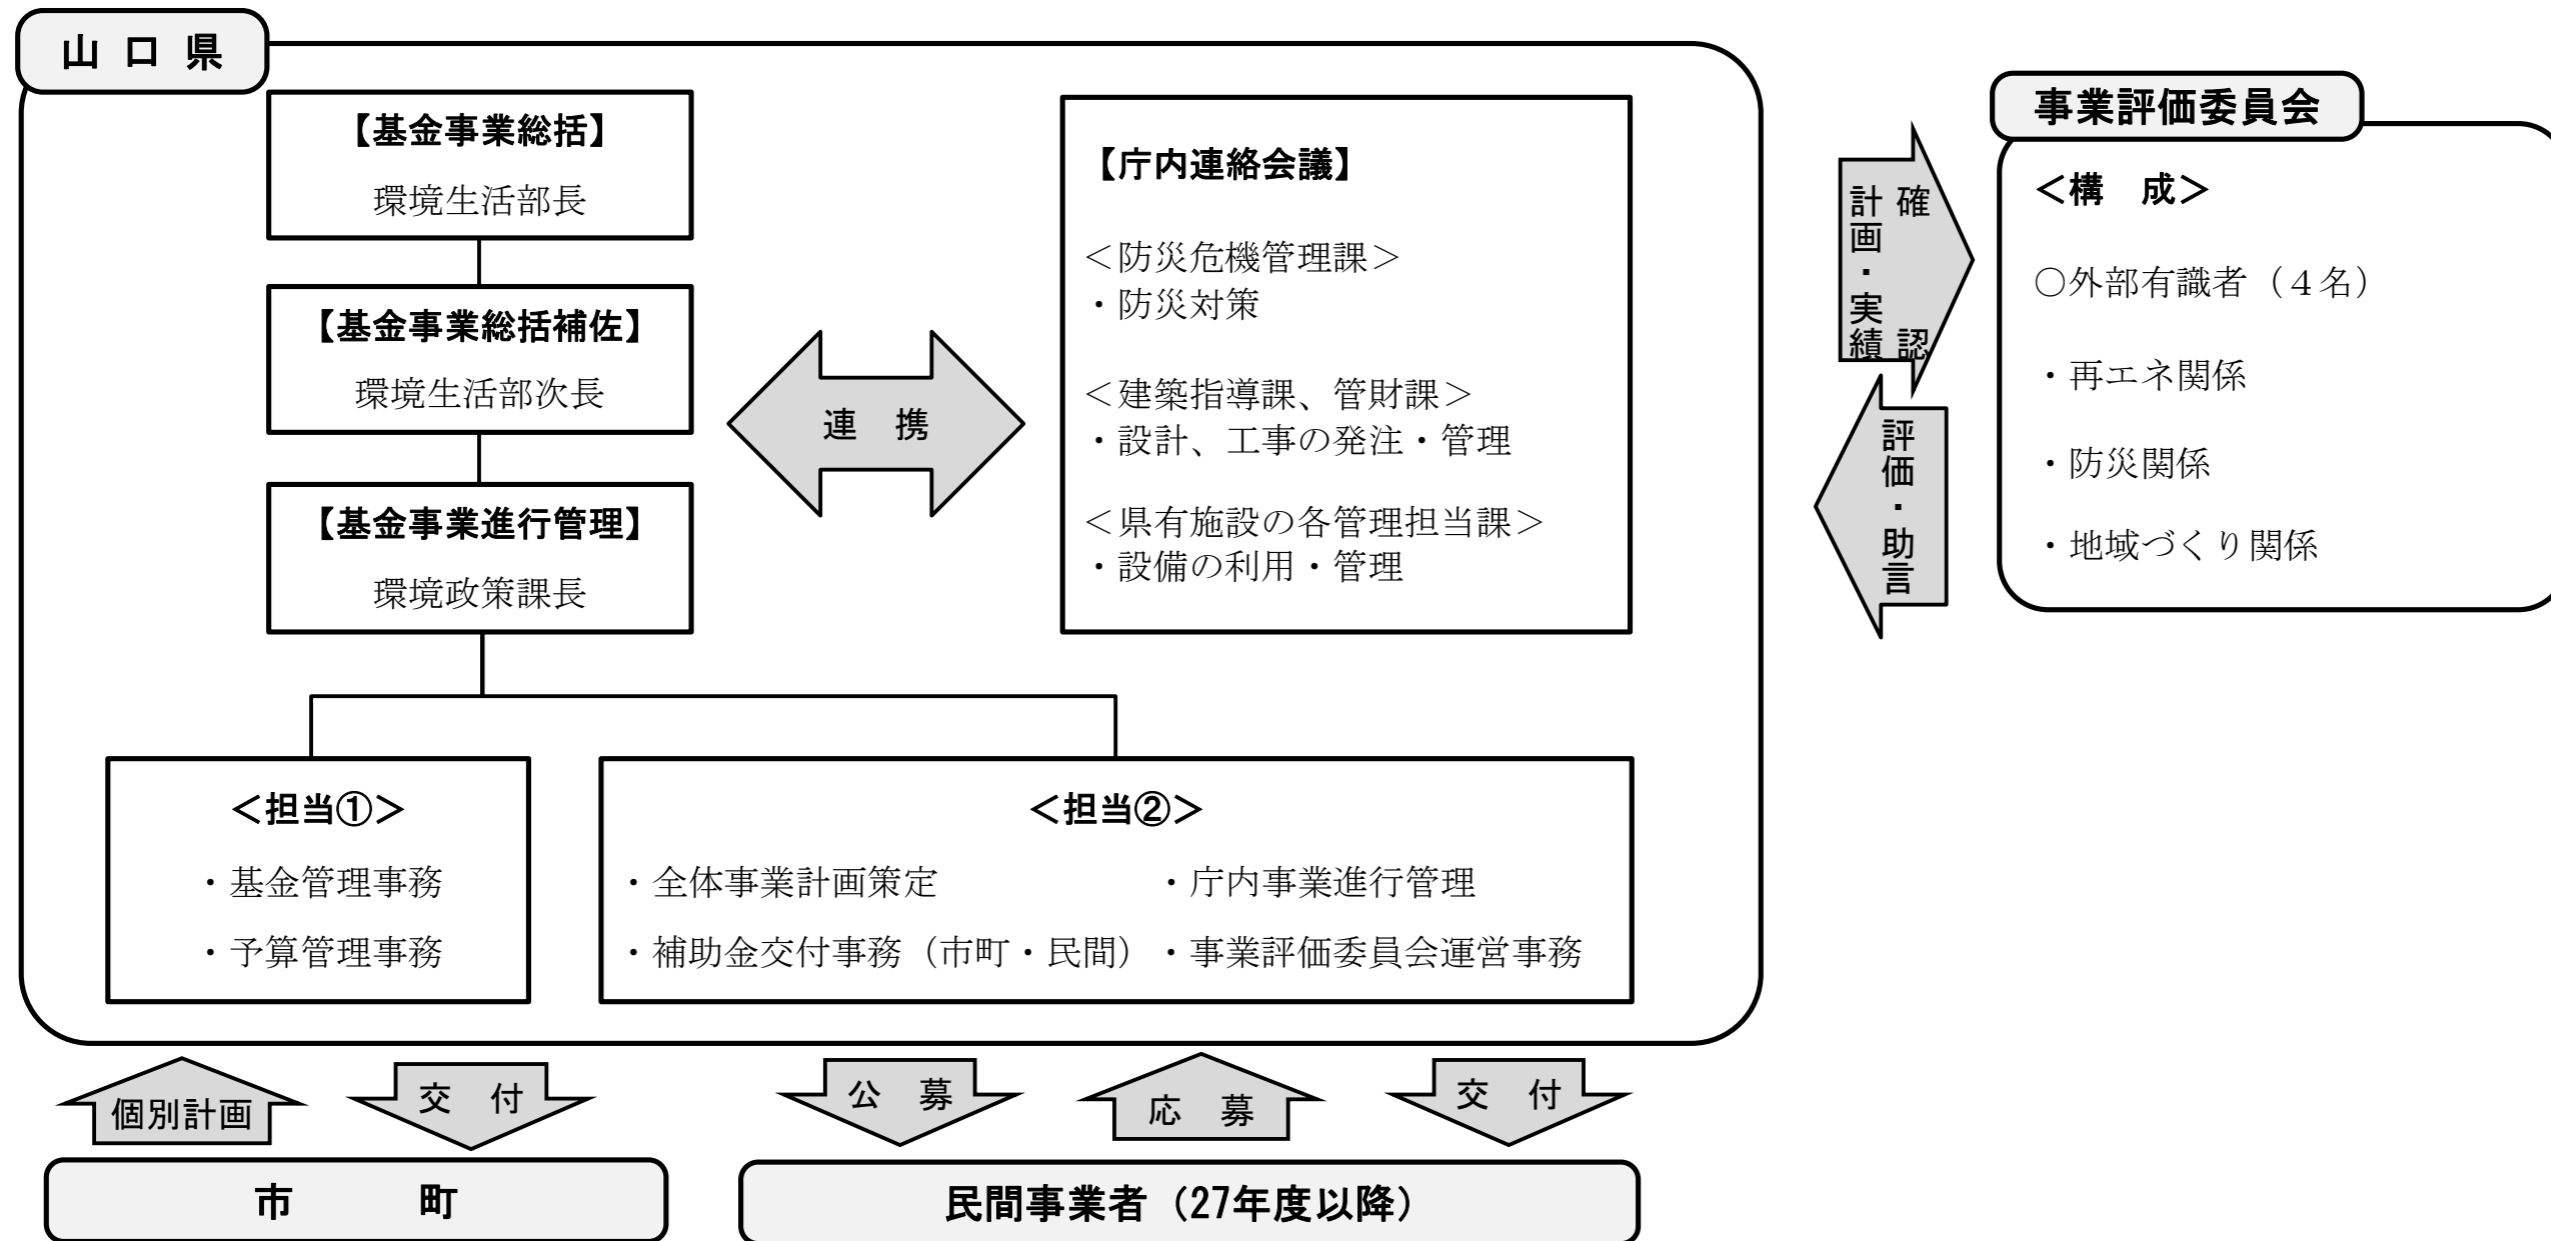 山 口 県
【基金事業総括】
環境生活部長
【基金事業総括補佐】
環境生活部次長
【基金事業進行管理】
環境政策課長
連 携
【庁内連絡会議】
＜防災危機管理課＞
・防災対策
＜建築指導課、管財課＞
・設計、工事の発注・管理
＜県有施設の各管理担当課＞
・設備の利用・管理
計画・実績
確 認
評価・助言
事業評価委員会
＜構 成＞
○外部有識者（４名）
・再エネ関係
・防災関係
・地域づくり関係
＜担当①＞
・基金管理事務
・予算管理事務
＜担当②＞
・全体事業計画策定 ・庁内事業進行管理
・補助金交付事務（市町・民間） ・事業評価委員会運営事務
個別計画
交 付
公 募
応 募
交 付
市 町
民間事業者（27年度以降）